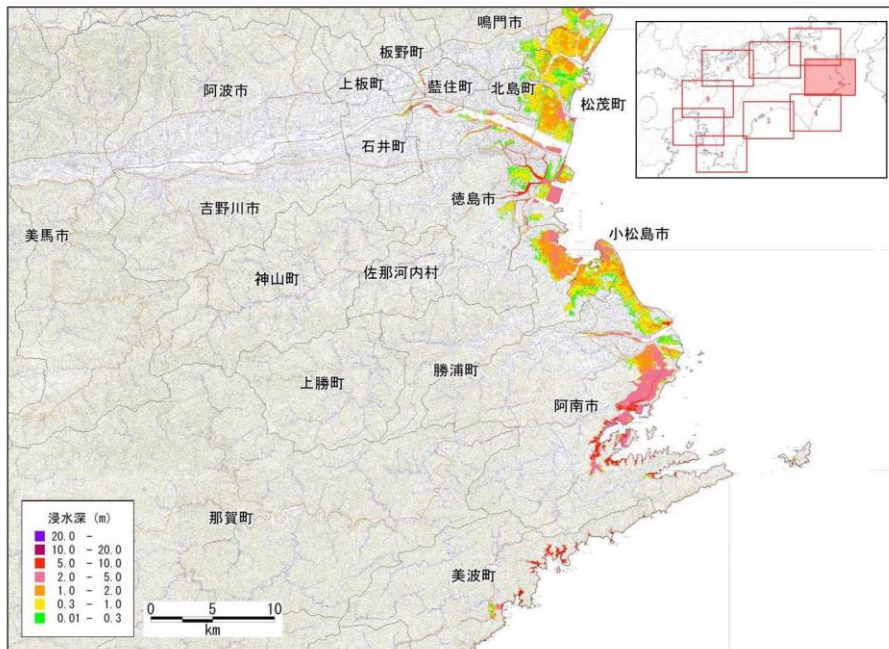 鳴門市
板野町
上板町
藍住町
北島町
阿波市
松茂町
石井町
徳島市
吉野川市
小松島市
美馬市
佐那河内村
神山町
勝浦町
上勝町
阿南市
那賀町
美波町
浸水深 (m)
20.0 -
10.0 - 20.0
5.0 - 10.0
2.0 - 5.0
1.0 - 2.0
0.3 - 1.0
0.01 - 0.3
0 5 10
km
3
4